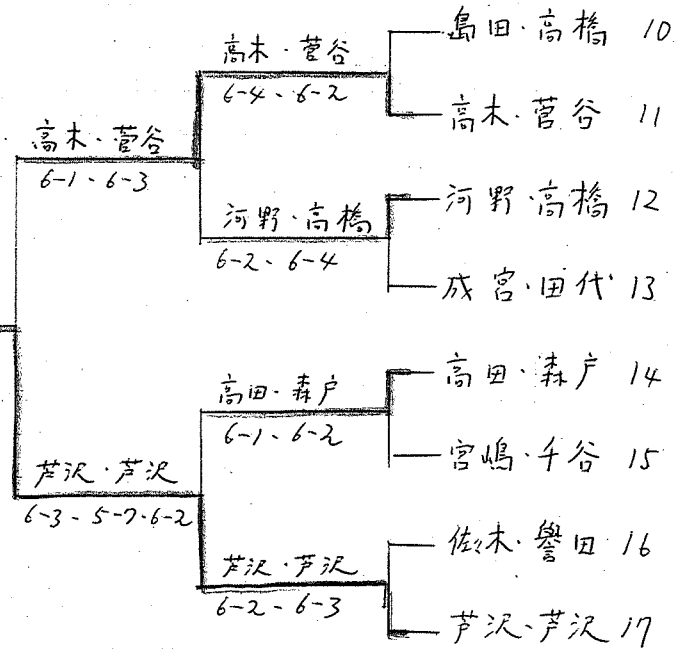 島田・高橋 10
高木・菅谷
6-4 - 6-2
高木・菅谷 11
高木・菅谷
6-1 - 6-3
河野・高橋 12
河野・高橋
6-2 - 6-4
成宮・田代 13
高田・森戸 14
高田・森戸
6-1 - 6-2
宮嶋・千谷 15
芦沢・芦沢
6-3 - 5-7 - 6-2
佐々木・譽田 16
芦沢・芦沢
6-2 - 6-3
芦沢・芦沢 17